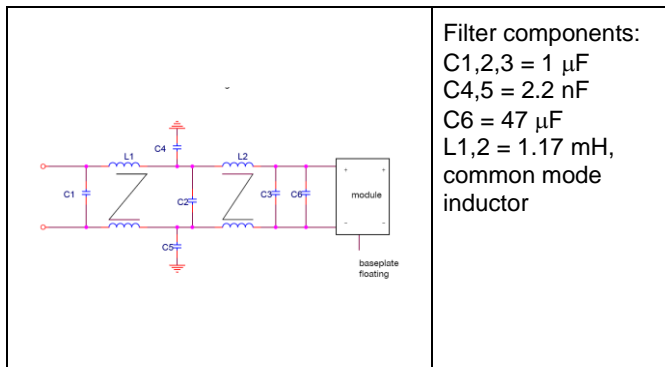 C4
L1
L2
C1
C2
C3
C6
+
+
module
-
-
C5
baseplate
floating
Filter components:
C1,2,3 = 1 μF
C4,5 = 2.2 nF
C6 = 47 μF
L1,2 = 1.17 mH,
common mode
inductor